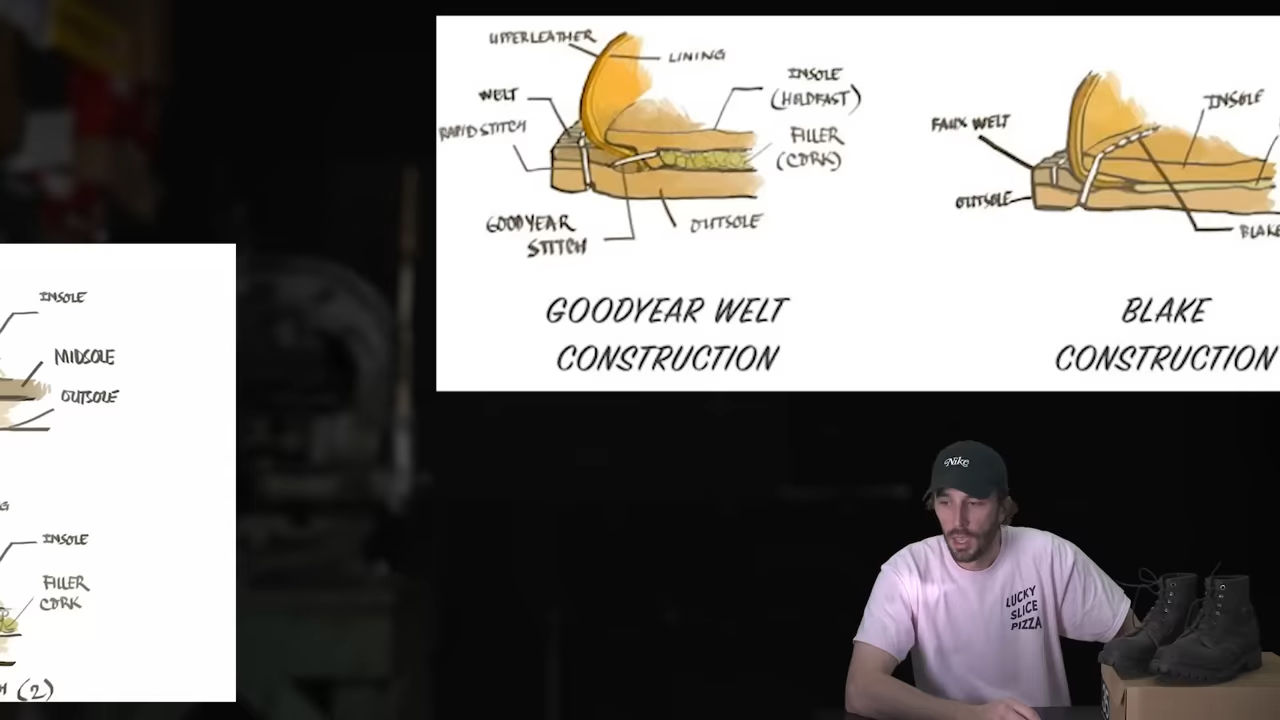 INSOLE
MIDSOLE
OUTSOLE
INSOLE
FILLER
CORK
(2)
UPPERLEATHER
LINING
WELT
RAPID STITCH
INSOLE
(HOLDFAST)
FILLER
(CORK)
GOODYEAR
STITCH
OUTSOLE
GOODYEAR WELT
CONSTRUCTION
FAUX WELT
INSOLE
OUTSOLE
BLAKE
BLAKE
CONSTRUCTION
Nike
LUCKY
SLICE
PIZZA